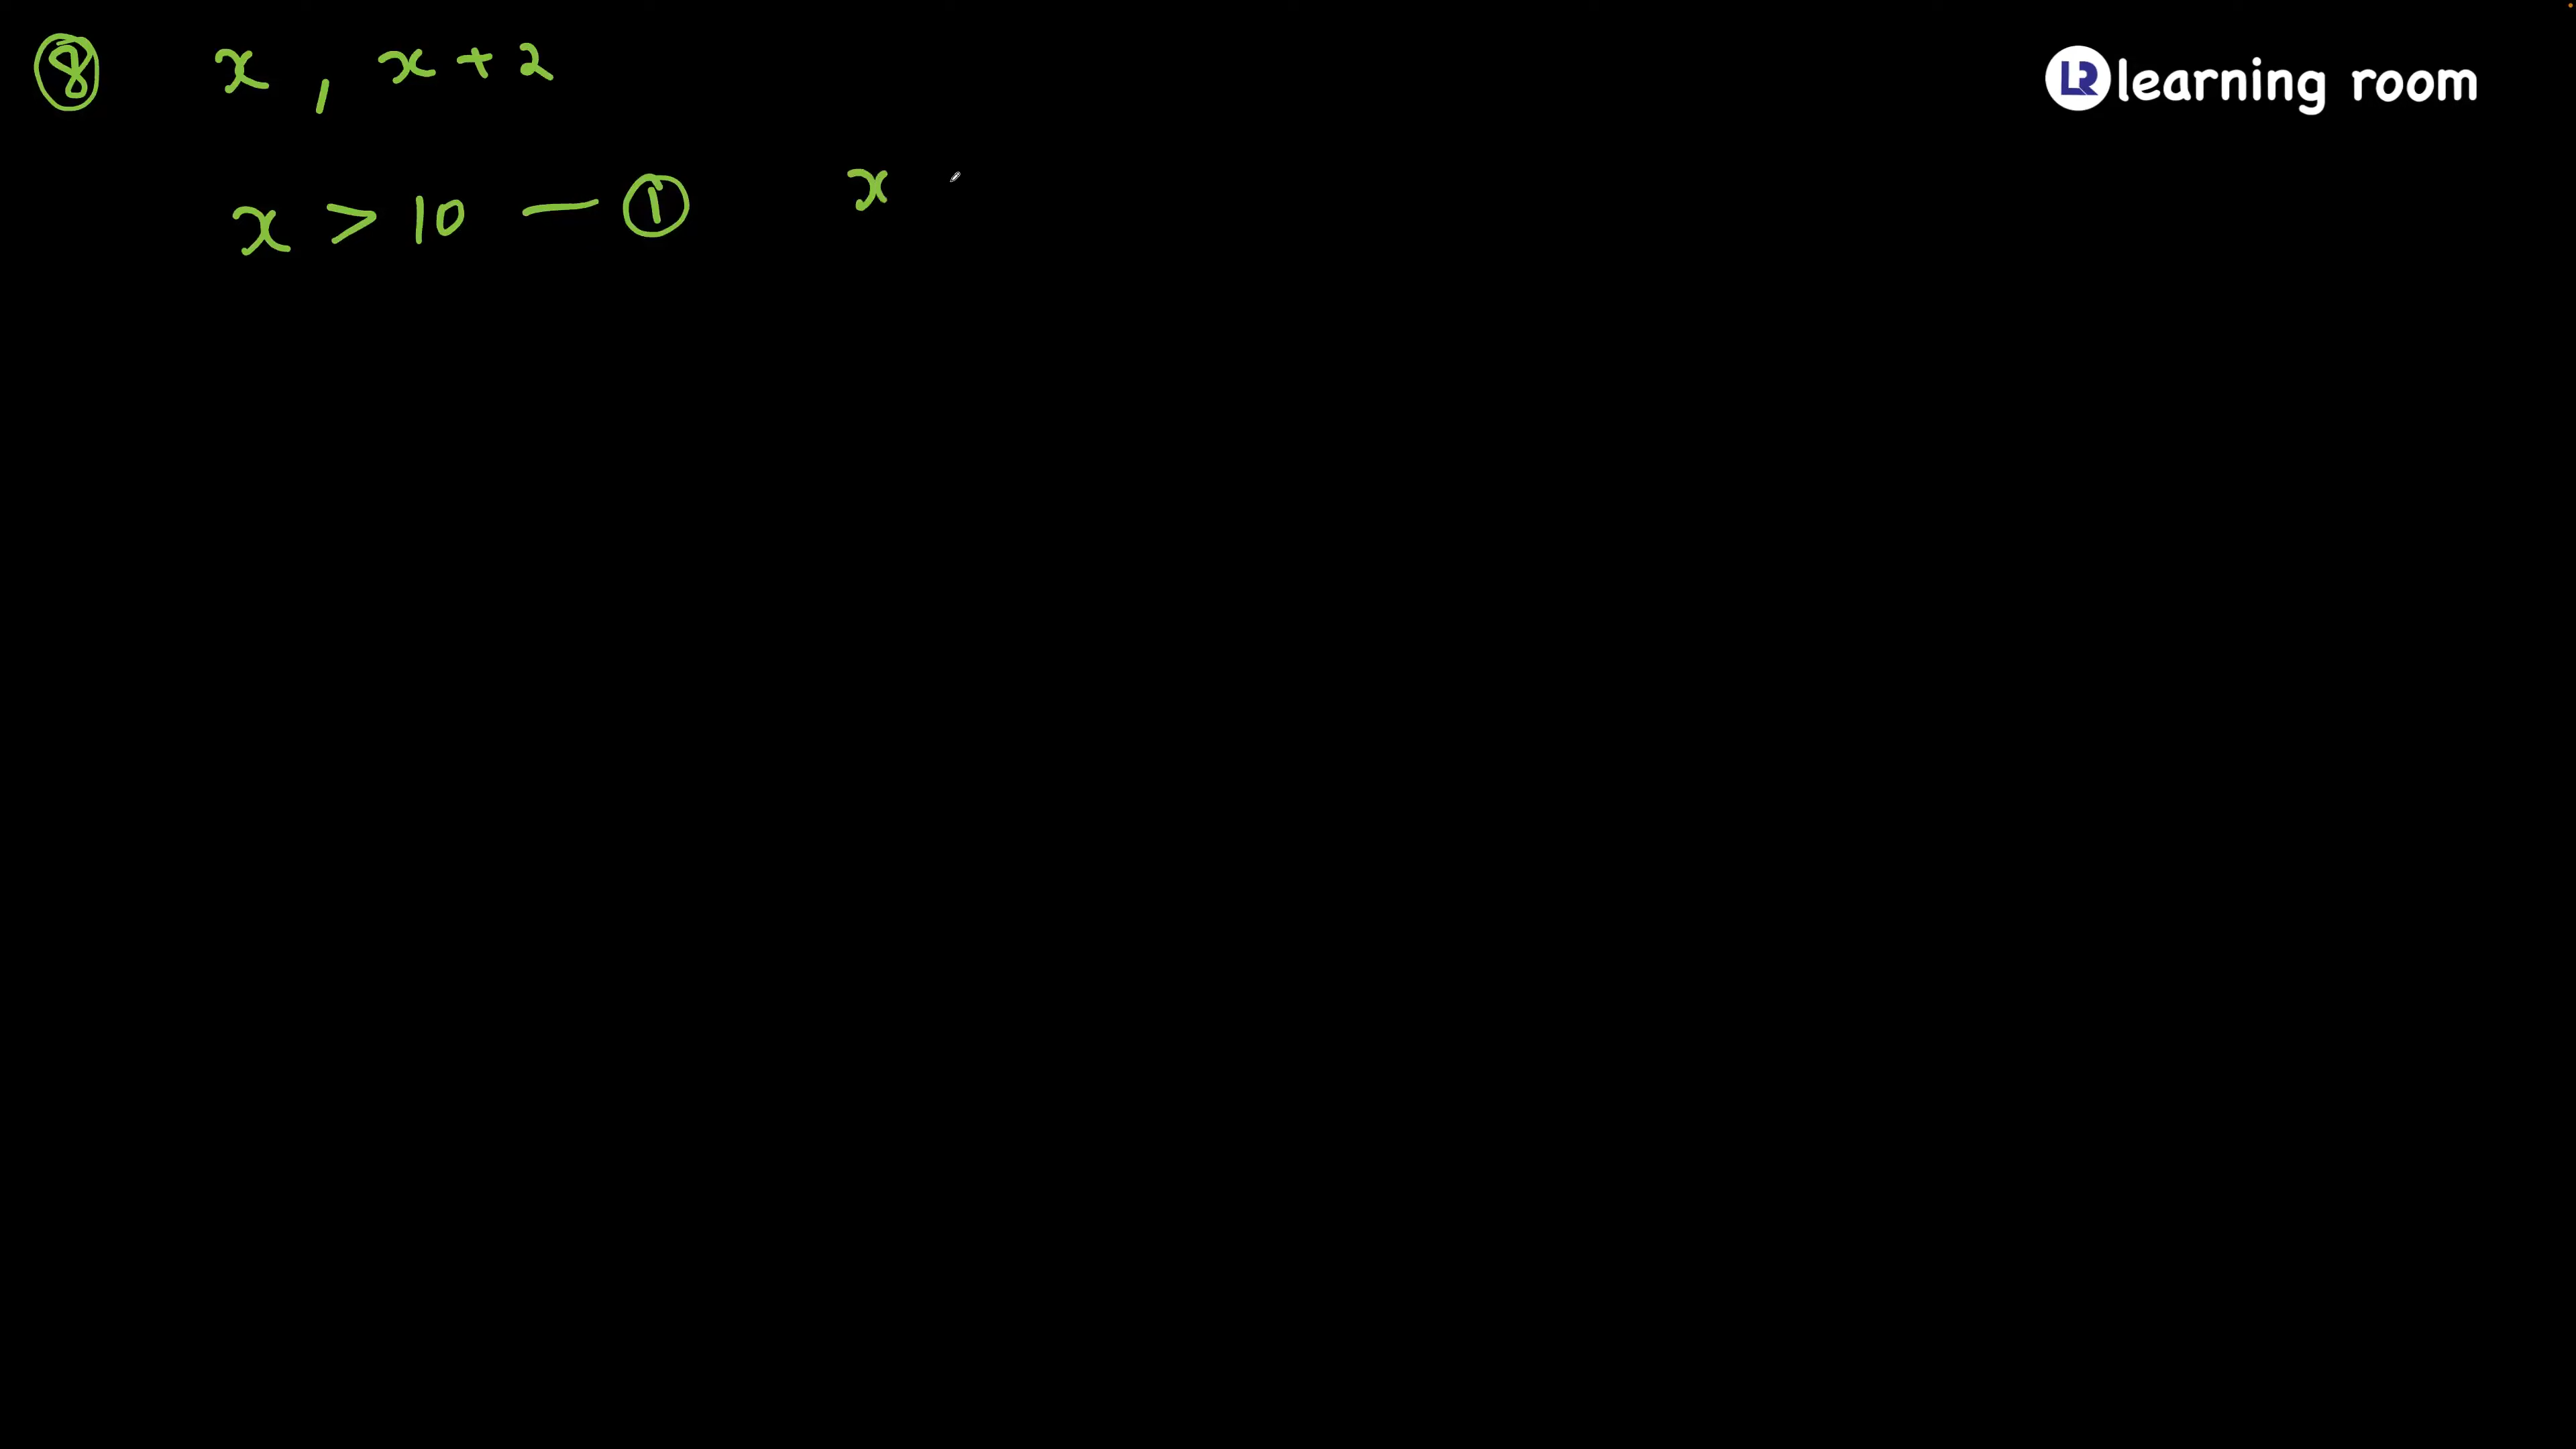 ⑧ x , x + 2
learning room
x > 10 — ① x